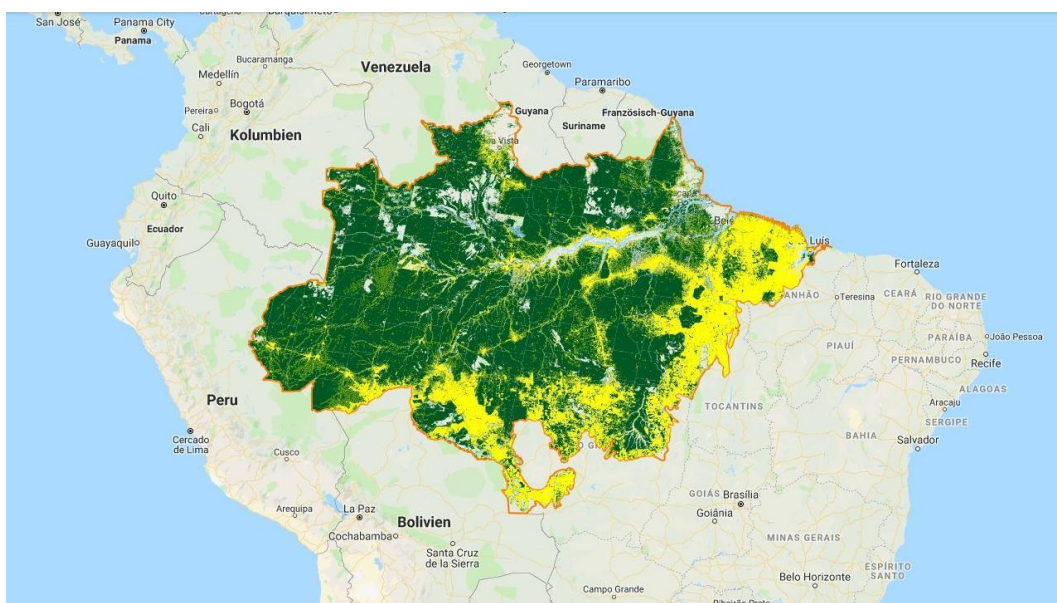 San José
Panama City
Panama
Bucaramanga
Medellín
Venezuela
Georgetown
Paramaribo
Pereira
Bogotá
Guyana
Französisch-Guyana
Cali
Kolumbien
Suriname
Vista
Quito
Ecuador
Guayaquil
Luís
Fortaleza
Teresina
CEARÁ
RIO GRANDE
DO NORTE
PARAÍBA
João Pessoa
PIAUÍ
PERNAMBUCO
Recife
Peru
ALAGOAS
TOCANTINS
Aracaju
SERGIPE
Cercado
de Lima
Cusco
BAHIA
Salvador
Arequipa
La Paz
GOIÁS
Brasília
Bolivien
Goiânia
Cochabamba
Santa Cruz
de la Sierra
MINAS GERAIS
ESPÍRITO
SANTO
Belo Horizonte
Campo Grande